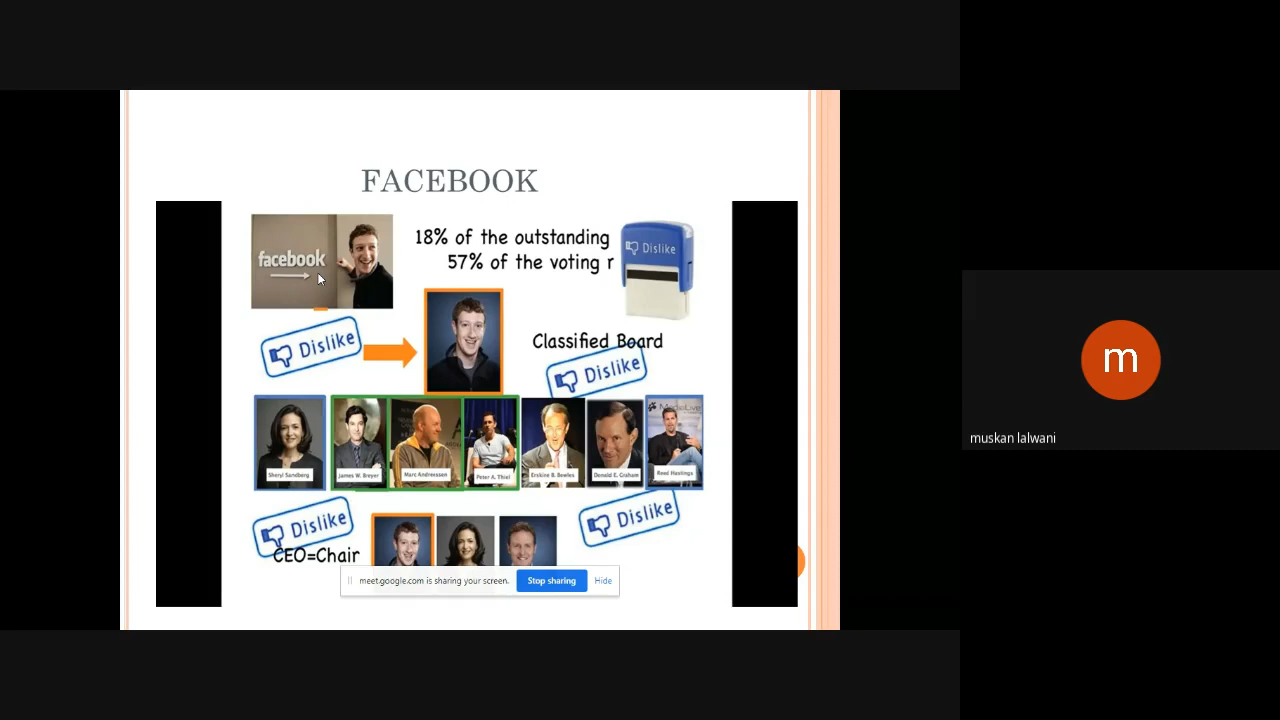 FACEBOOK
facebook
18% of the outstanding
57% of the voting r
Dislike
Dislike
Classified Board
Dislike
Sheryl Sandberg
James W. Breyer
Marc Andreessen
Peter A. Thiel
Erskine B. Bowles
Donald E. Graham
Reed Hastings
Dislike
Dislike
CEO=Chair
meet.google.com is sharing your screen.
Stop sharing
Hide
m
muskan lalwani